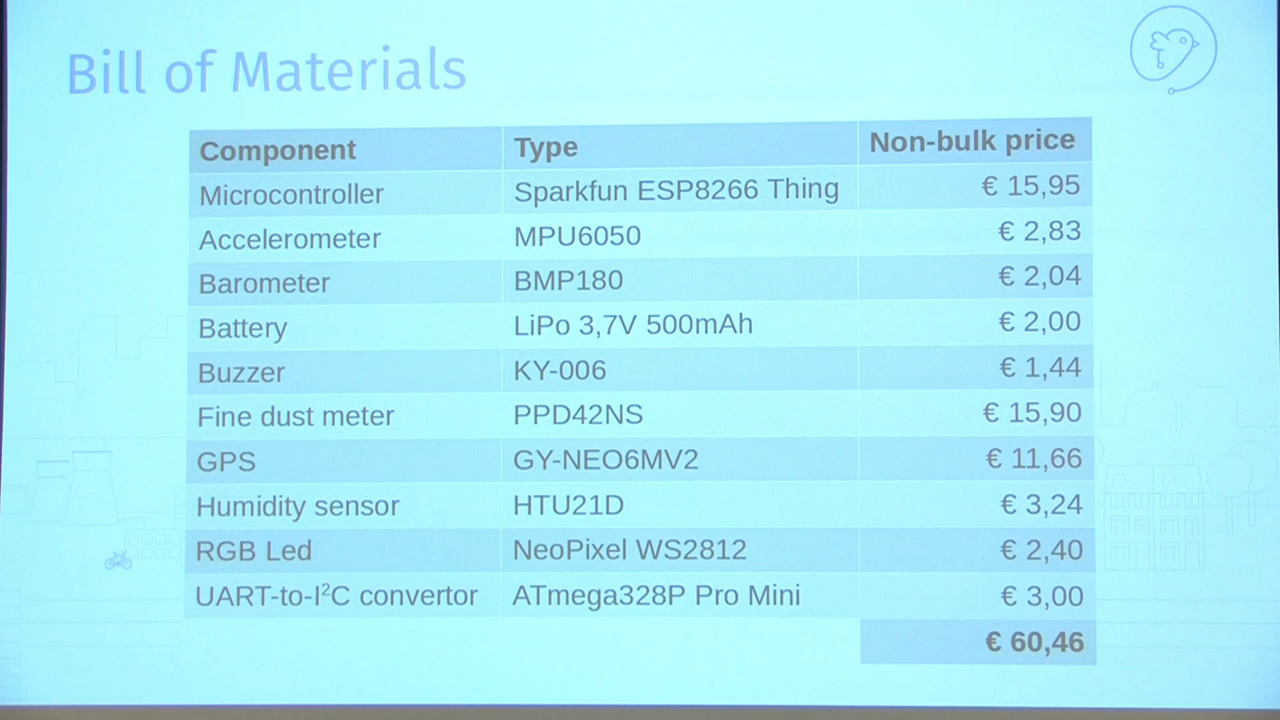 Bill of Materials
Component Type Non-bulk price
Microcontroller Sparkfun ESP8266 Thing € 15,95
Accelerometer MPU6050 € 2,83
Barometer BMP180 € 2,04
Battery LiPo 3,7V 500mAh € 2,00
Buzzer KY-006 € 1,44
Fine dust meter PPD42NS € 15,90
GPS GY-NEO6MV2 € 11,66
Humidity sensor HTU21D € 3,24
RGB Led NeoPixel WS2812 € 2,40
UART-to-I²C convertor ATmega328P Pro Mini € 3,00
€ 60,46